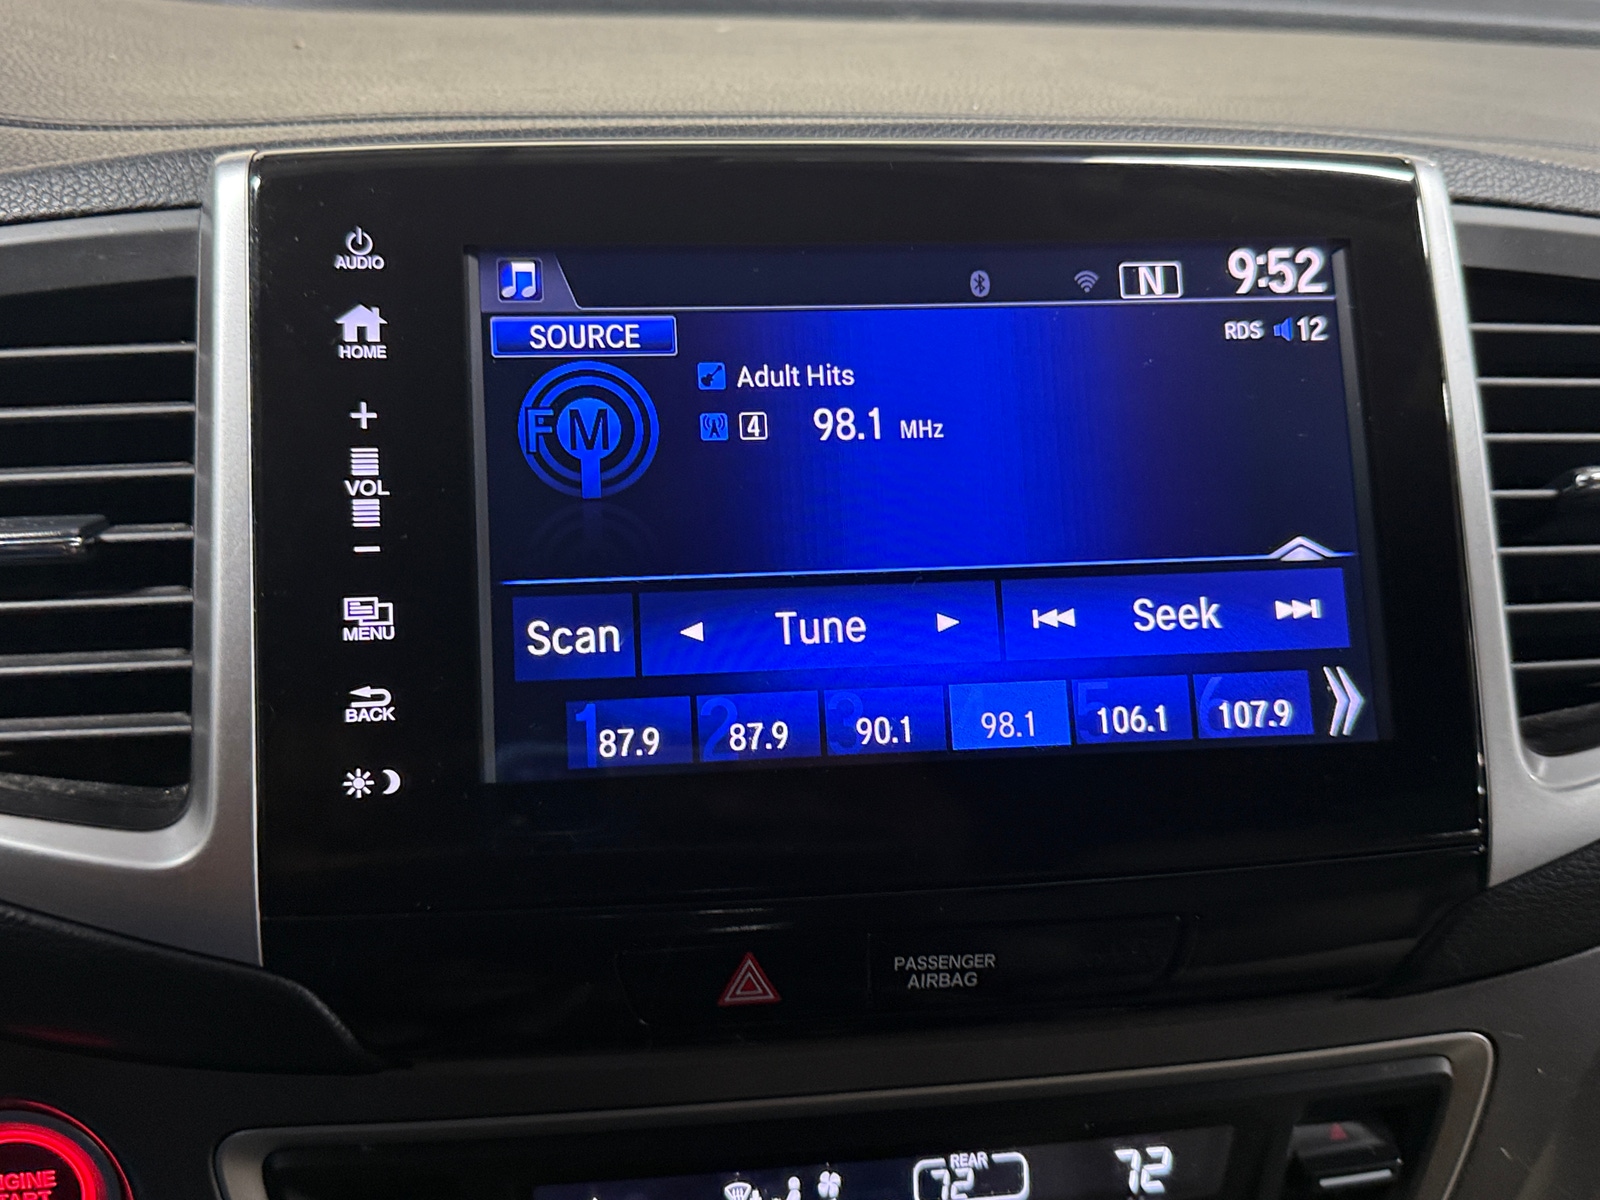 AUDIO
HOME
+
VOL
−
MENU
BACK
N 9:52
SOURCE
RDS 12
FM
Adult Hits
4 98.1 MHz
Scan
Tune
Seek
1 87.9
2 87.9
3 90.1
4 98.1
5 106.1
6 107.9
PASSENGER
AIRBAG
REAR
72
72